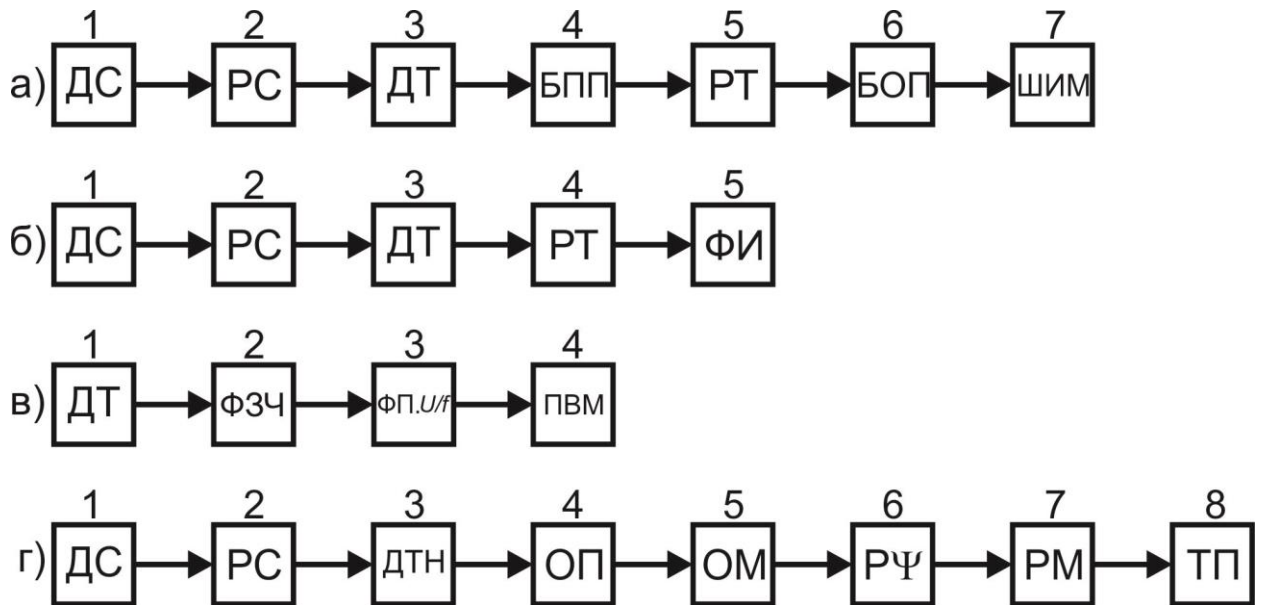 1 2 3 4 5 6 7
а) ДС РС ДТ БПП РТ БОП ШИМ
1 2 3 4 5
б) ДС РС ДТ РТ ФИ
1 2 3 4
в) ДТ ФЗЧ ФП.U/f ПВМ
1 2 3 4 5 6 7 8
г) ДС РС ДТН ОП ОМ РΨ РМ ТП